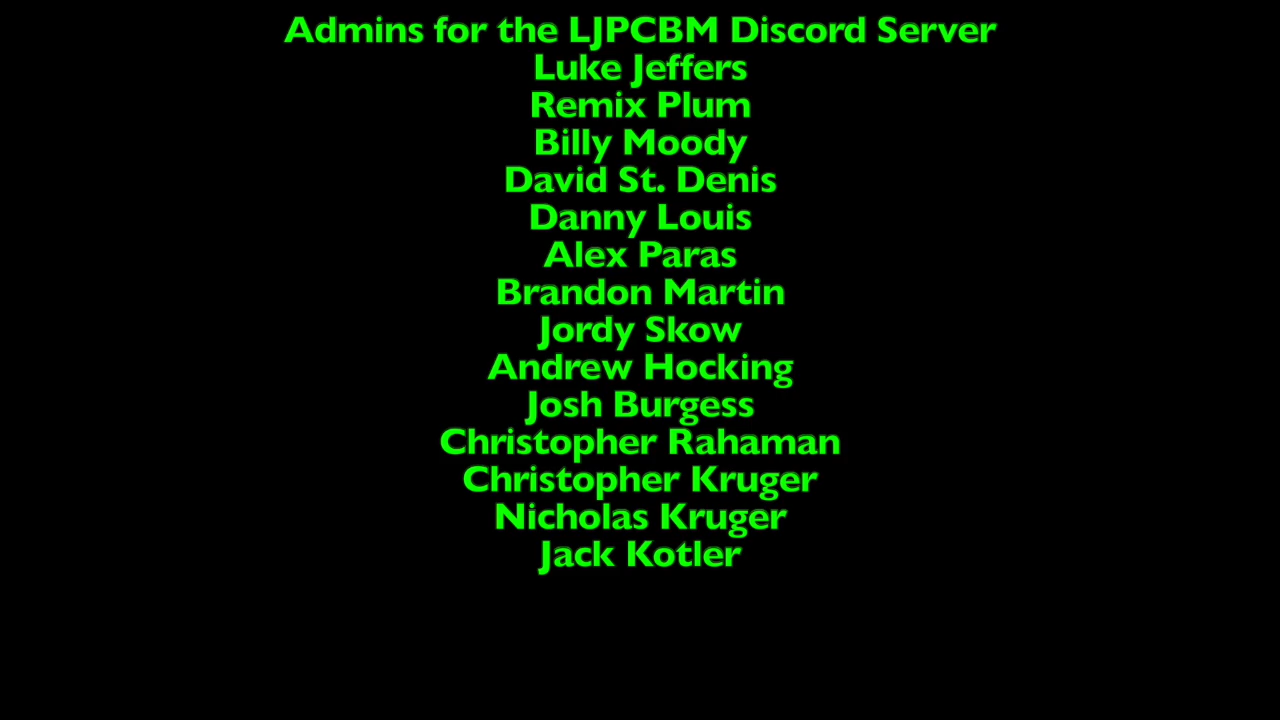 Admins for the LJPCBM Discord Server
Luke Jeffers
Remix Plum
Billy Moody
David St. Denis
Danny Louis
Alex Paras
Brandon Martin
Jordy Skow
Andrew Hocking
Josh Burgess
Christopher Rahaman
Christopher Kruger
Nicholas Kruger
Jack Kotler